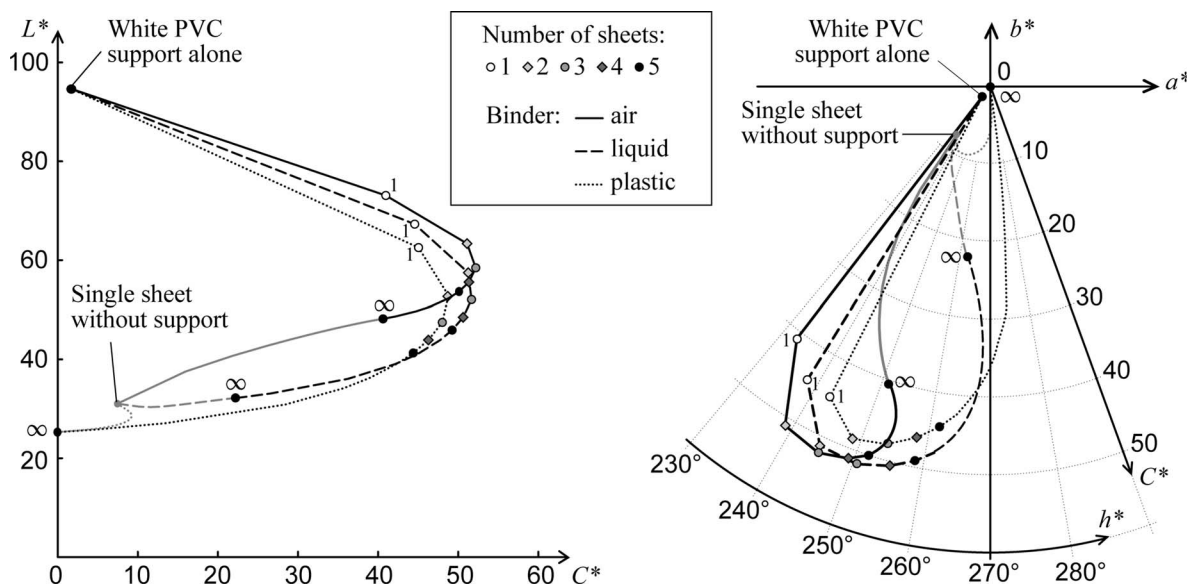 L*
100
80
60
40
20
0
10
20
30
40
50
60
C*
White PVC
support alone
1
1
1
Single sheet
without support
∞
∞
∞
Number of sheets:
1 2 3 4 5
Binder: air
liquid
plastic
White PVC
support alone
b*
0
a*
∞
Single sheet
without support
10
20
30
40
50
C*
∞
∞
1
1
1
230°
240°
250°
260°
270°
280°
h*